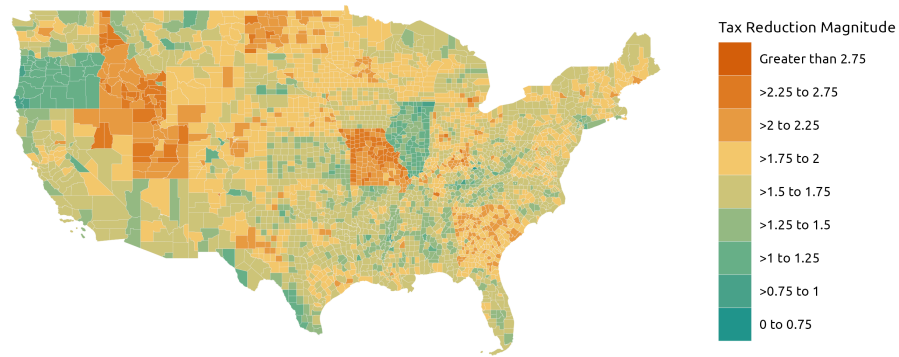 Tax Reduction Magnitude
Greater than 2.75
>2.25 to 2.75
>2 to 2.25
>1.75 to 2
>1.5 to 1.75
>1.25 to 1.5
>1 to 1.25
>0.75 to 1
0 to 0.75